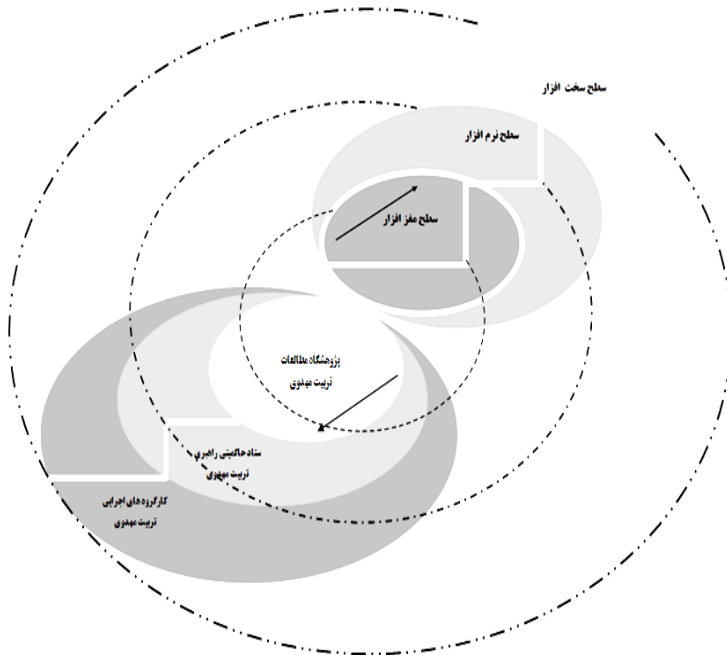 سطح سخت افزار
سطح نرم افزار
سطح مغز افزار
پژوهشگاه مطالعات
تربیت مهدوی
ستاد حاکمیتی راهبری
تربیت مهدوی
کارگروه های اجرایی
تربیت مهدوی